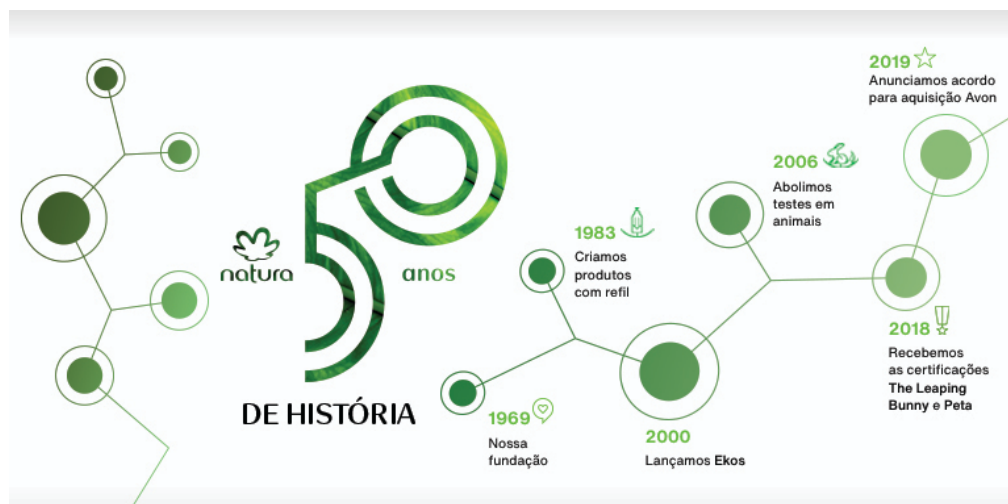 natura
50
anos
DE HISTÓRIA
1969
Nossa
fundação
1983
Criamos
produtos
com refil
2000
Lançamos Ekos
2006
Abolimos
testes em
animais
2018
Recebemos
as certificações
The Leaping
Bunny e Peta
2019
Anunciamos acordo
para aquisição Avon